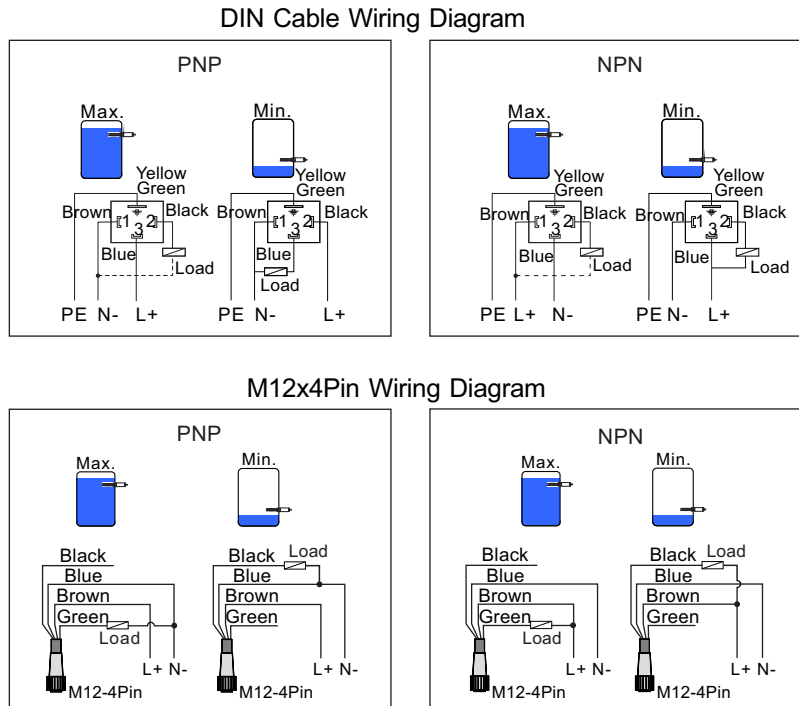 DIN Cable Wiring Diagram
PNP
Max.
Min.
Yellow
Green
Yellow
Green
Brown
1
2
3
Black
Brown
1
2
3
Black
Blue
Load
Blue
Load
PE N- L+
PE N- L+
NPN
Max.
Min.
Yellow
Green
Yellow
Green
Brown
1
2
3
Black
Brown
1
2
3
Black
Blue
Load
Blue
Load
PE L+ N-
PE N- L+
M12x4Pin Wiring Diagram
PNP
Max.
Min.
Black
Blue
Brown
Green
Load
L+ N-
M12-4Pin
Black Load
Blue
Brown
Green
L+ N-
M12-4Pin
NPN
Max.
Min.
Black
Blue
Brown
Green
Load
L+ N-
M12-4Pin
Black Load
Blue
Brown
Green
L+ N-
M12-4Pin